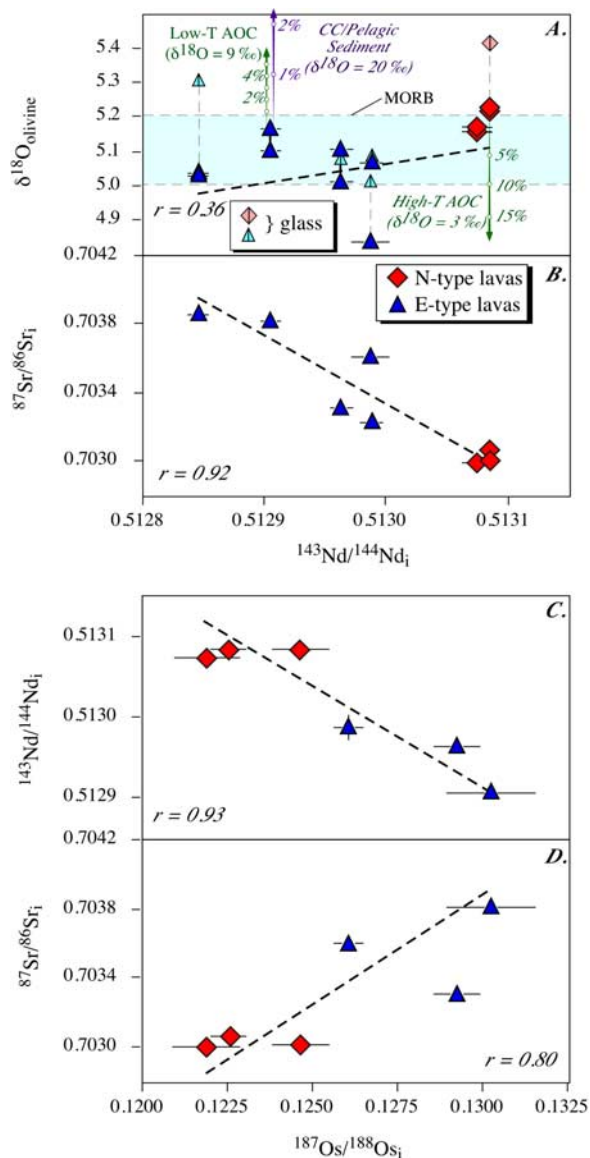 Low-T AOC
(δ¹⁸O = 9 ‰)
4%
2%
2%
1%
CC/Pelagic
Sediment
(δ¹⁸O = 20 ‰)
A.
MORB
5.4
5.3
5.2
5.1
5.0
4.9
δ¹⁸Oolivine
5%
10%
15%
High-T AOC
(δ¹⁸O = 3 ‰)
r = 0.36
} glass
0.7042
0.7038
0.7034
0.7030
⁸⁷Sr/⁸⁶Srᵢ
B.
N-type lavas
E-type lavas
r = 0.92
0.5128
0.5129
0.5130
0.5131
¹⁴³Nd/¹⁴⁴Ndᵢ
C.
0.5131
0.5130
0.5129
¹⁴³Nd/¹⁴⁴Ndᵢ
r = 0.93
0.7042
0.7038
0.7034
0.7030
⁸⁷Sr/⁸⁶Srᵢ
D.
r = 0.80
0.1200
0.1225
0.1250
0.1275
0.1300
0.1325
¹⁸⁷Os/¹⁸⁸Osᵢ